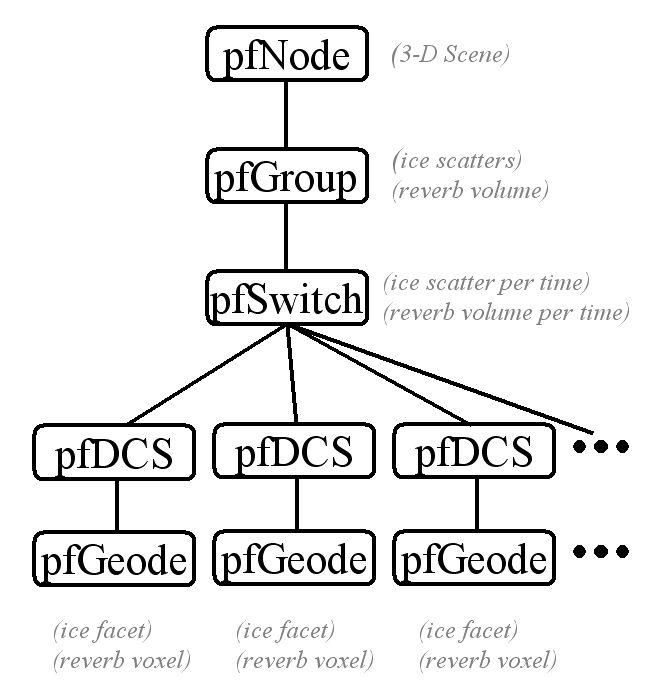 pfNode
(3-D Scene)
pfGroup
(ice scatters)
(reverb volume)
pfSwitch
(ice scatter per time)
(reverb volume per time)
pfDCS pfDCS pfDCS •••
pfGeode pfGeode pfGeode •••
(ice facet) (ice facet) (ice facet)
(reverb voxel) (reverb voxel) (reverb voxel)